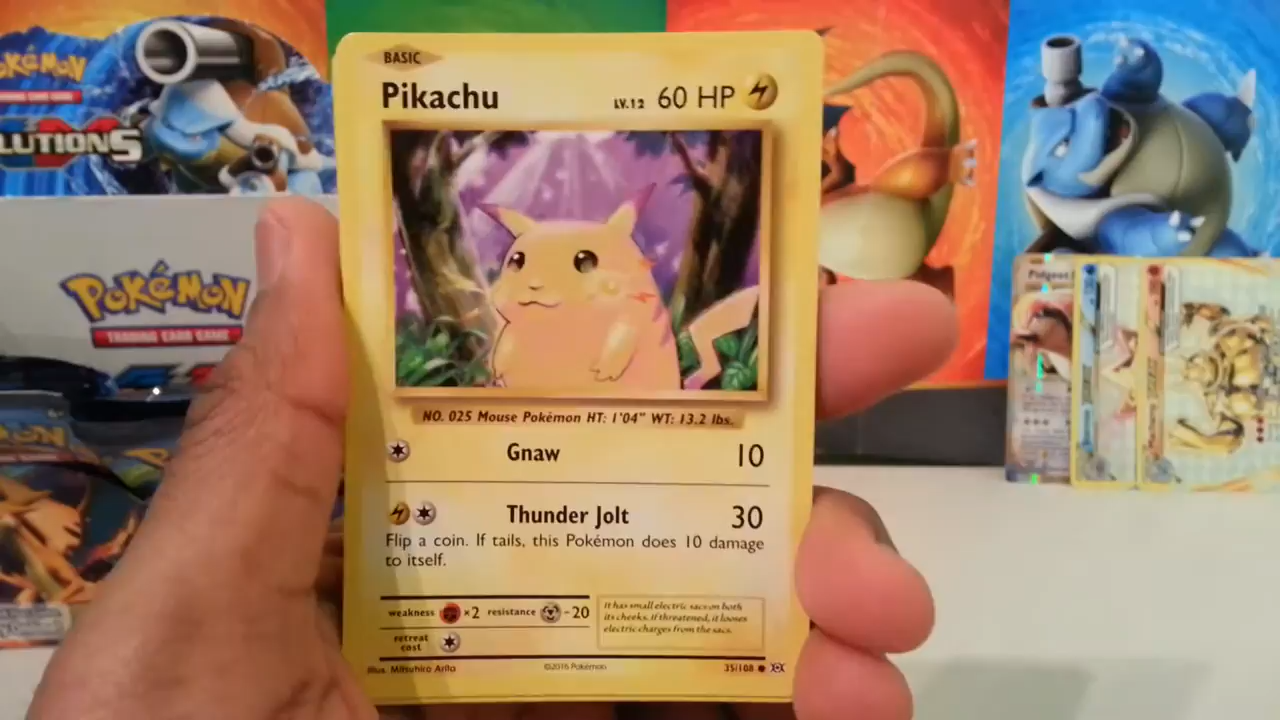 BASIC
Pikachu LV.12 60 HP
NO. 025 Mouse Pokémon HT: 1'04" WT: 13.2 lbs.
Gnaw 10
Thunder Jolt 30
Flip a coin. If tails, this Pokémon does 10 damage
to itself.
weakness ×2 resistance -20
It has small electric sacs on both
its cheeks. If threatened, it looses
electric charges from the sacs.
retreat
cost
Illus. Mitsuhiro Arita ©2016 Pokémon 35/108
POKÉMON
TRADING CARD GAME